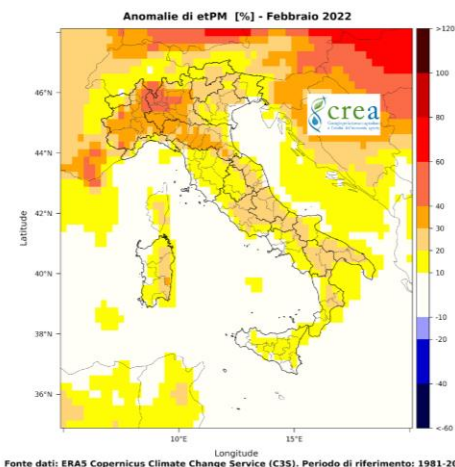 Anomalie di etPM [%] - Febbraio 2022
>120
100
80
60
40
30
20
10
-10
-20
-40
<-60
46°N
44°N
42°N
40°N
38°N
36°N
Latitude
crea
10°E
15°E
Longitude
Fonte dati: ERA5 Copernicus Climate Change Service (C3S). Periodo di riferimento: 1981-20